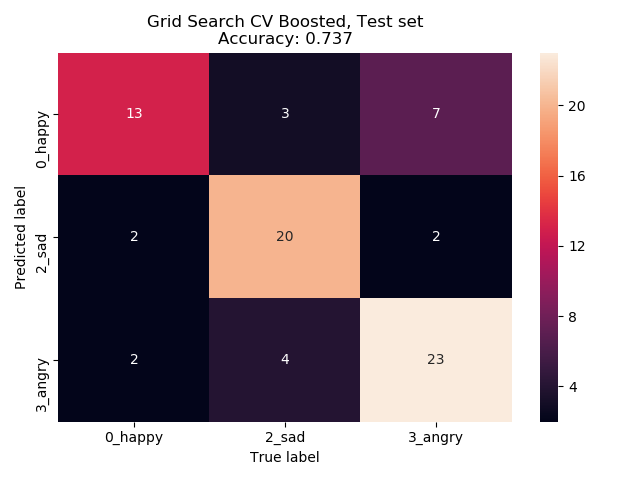 Grid Search CV Boosted, Test set
Accuracy: 0.737
Predicted label
0_happy
2_sad
3_angry
13 3 7
2 20 2
2 4 23
0_happy 2_sad 3_angry
True label
20
16
12
8
4